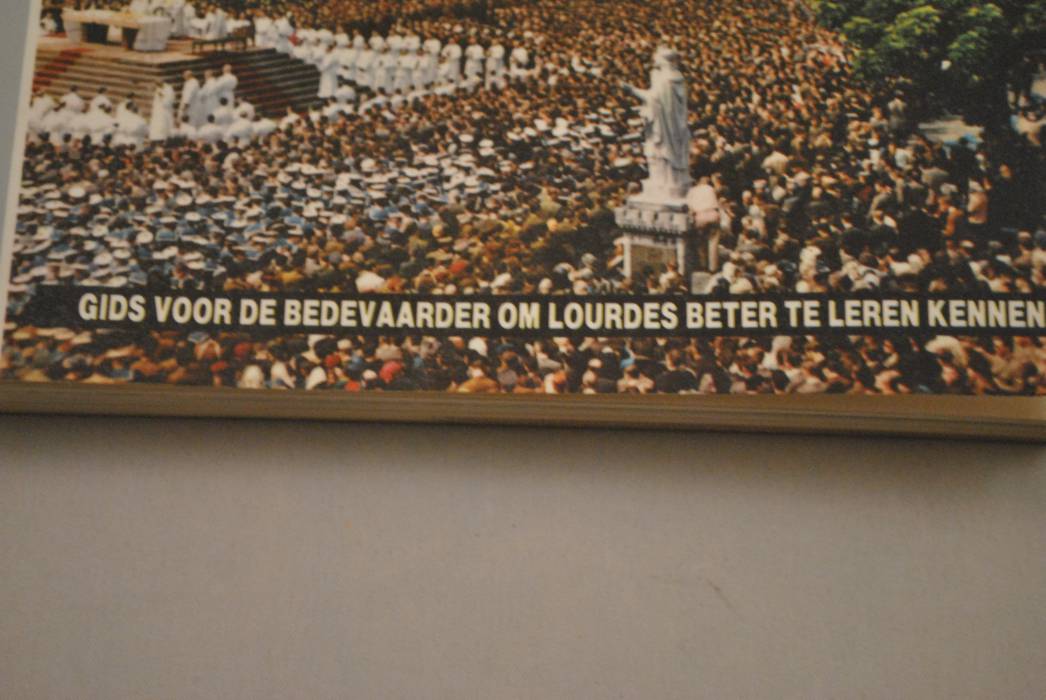 GIDS VOOR DE BEDEVAARDER OM LOURDES BETER TE LEREN KENNEN